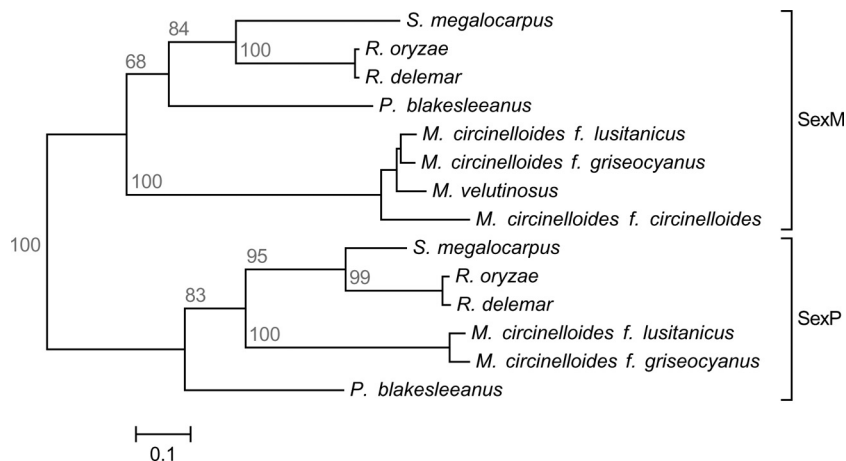 S. megalocarpus
84
100
R. oryzae
68
R. delemar
P. blakesleeanus
SexM
M. circinelloides f. lusitanicus
M. circinelloides f. griseocyanus
100
M. velutinosus
M. circinelloides f. circinelloides
100
S. megalocarpus
95
99
R. oryzae
83
R. delemar
SexP
100
M. circinelloides f. lusitanicus
M. circinelloides f. griseocyanus
P. blakesleeanus
0.1